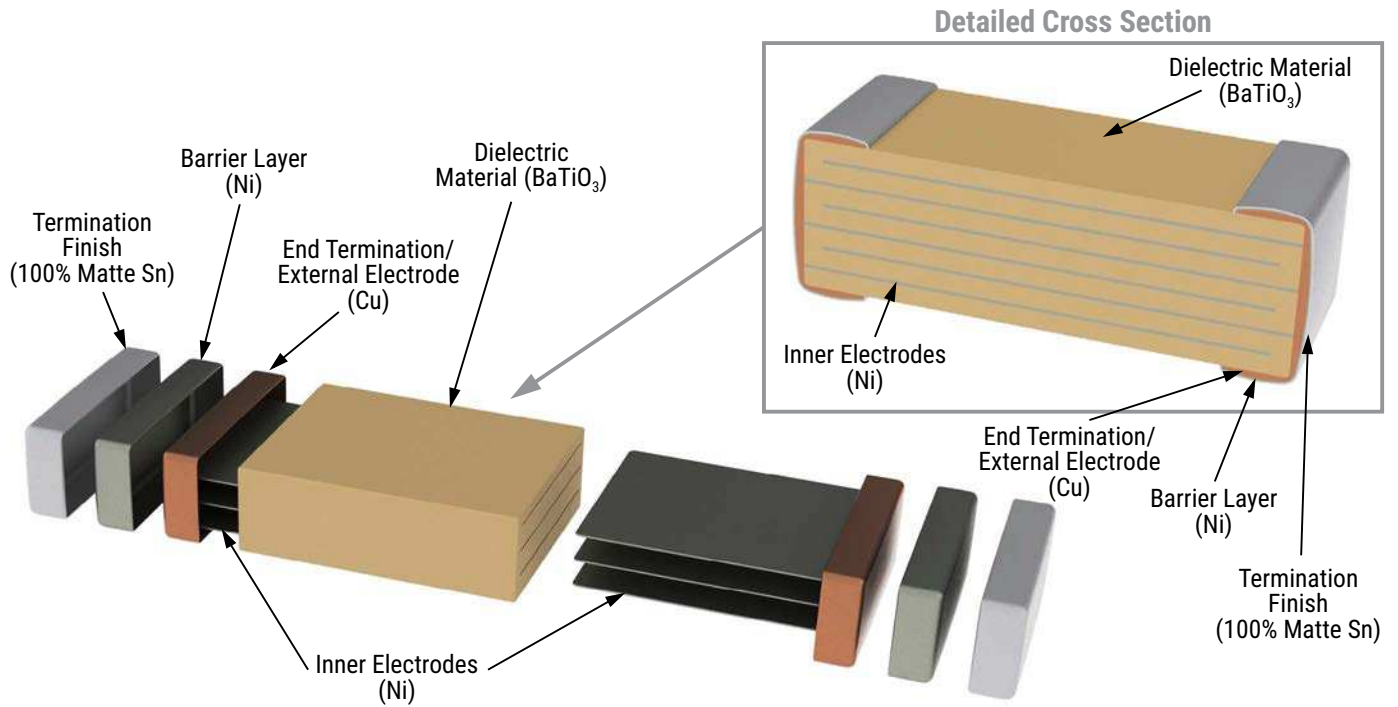 Detailed Cross Section
Dielectric Material
(BaTiO₃)
Inner Electrodes
(Ni)
End Termination/
External Electrode
(Cu)
Barrier Layer
(Ni)
Termination
Finish
(100% Matte Sn)
Dielectric
Material (BaTiO₃)
Barrier Layer
(Ni)
Termination
Finish
(100% Matte Sn)
End Termination/
External Electrode
(Cu)
Inner Electrodes
(Ni)